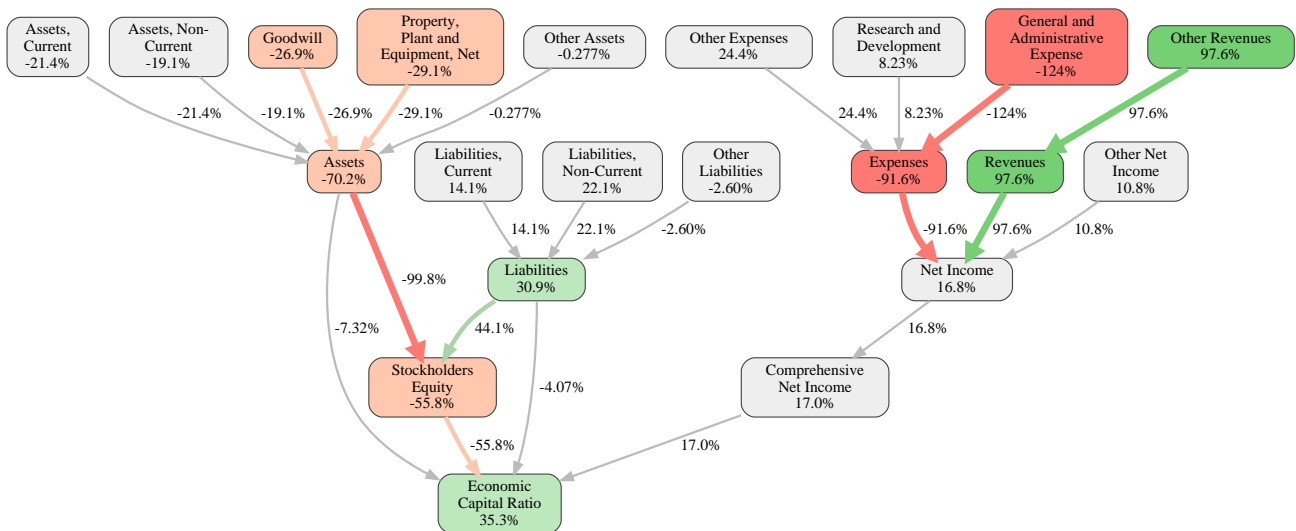 Assets,
Current
-21.4%
Assets, Non-
Current
-19.1%
Goodwill
-26.9%
Property,
Plant and
Equipment, Net
-29.1%
Other Assets
-0.277%
Other Expenses
24.4%
Research and
Development
8.23%
General and
Administrative
Expense
-124%
Other Revenues
97.6%
-21.4%
-19.1%
-26.9%
-29.1%
-0.277%
24.4%
8.23%
-124%
97.6%
Assets
-70.2%
Liabilities,
Current
14.1%
Liabilities,
Non-Current
22.1%
Other
Liabilities
-2.60%
Expenses
-91.6%
Revenues
97.6%
Other Net
Income
10.8%
14.1%
22.1%
-2.60%
-91.6%
97.6%
10.8%
-99.8%
Liabilities
30.9%
Net Income
16.8%
-7.32%
44.1%
16.8%
Stockholders
Equity
-55.8%
-4.07%
Comprehensive
Net Income
17.0%
-55.8%
17.0%
Economic
Capital Ratio
35.3%